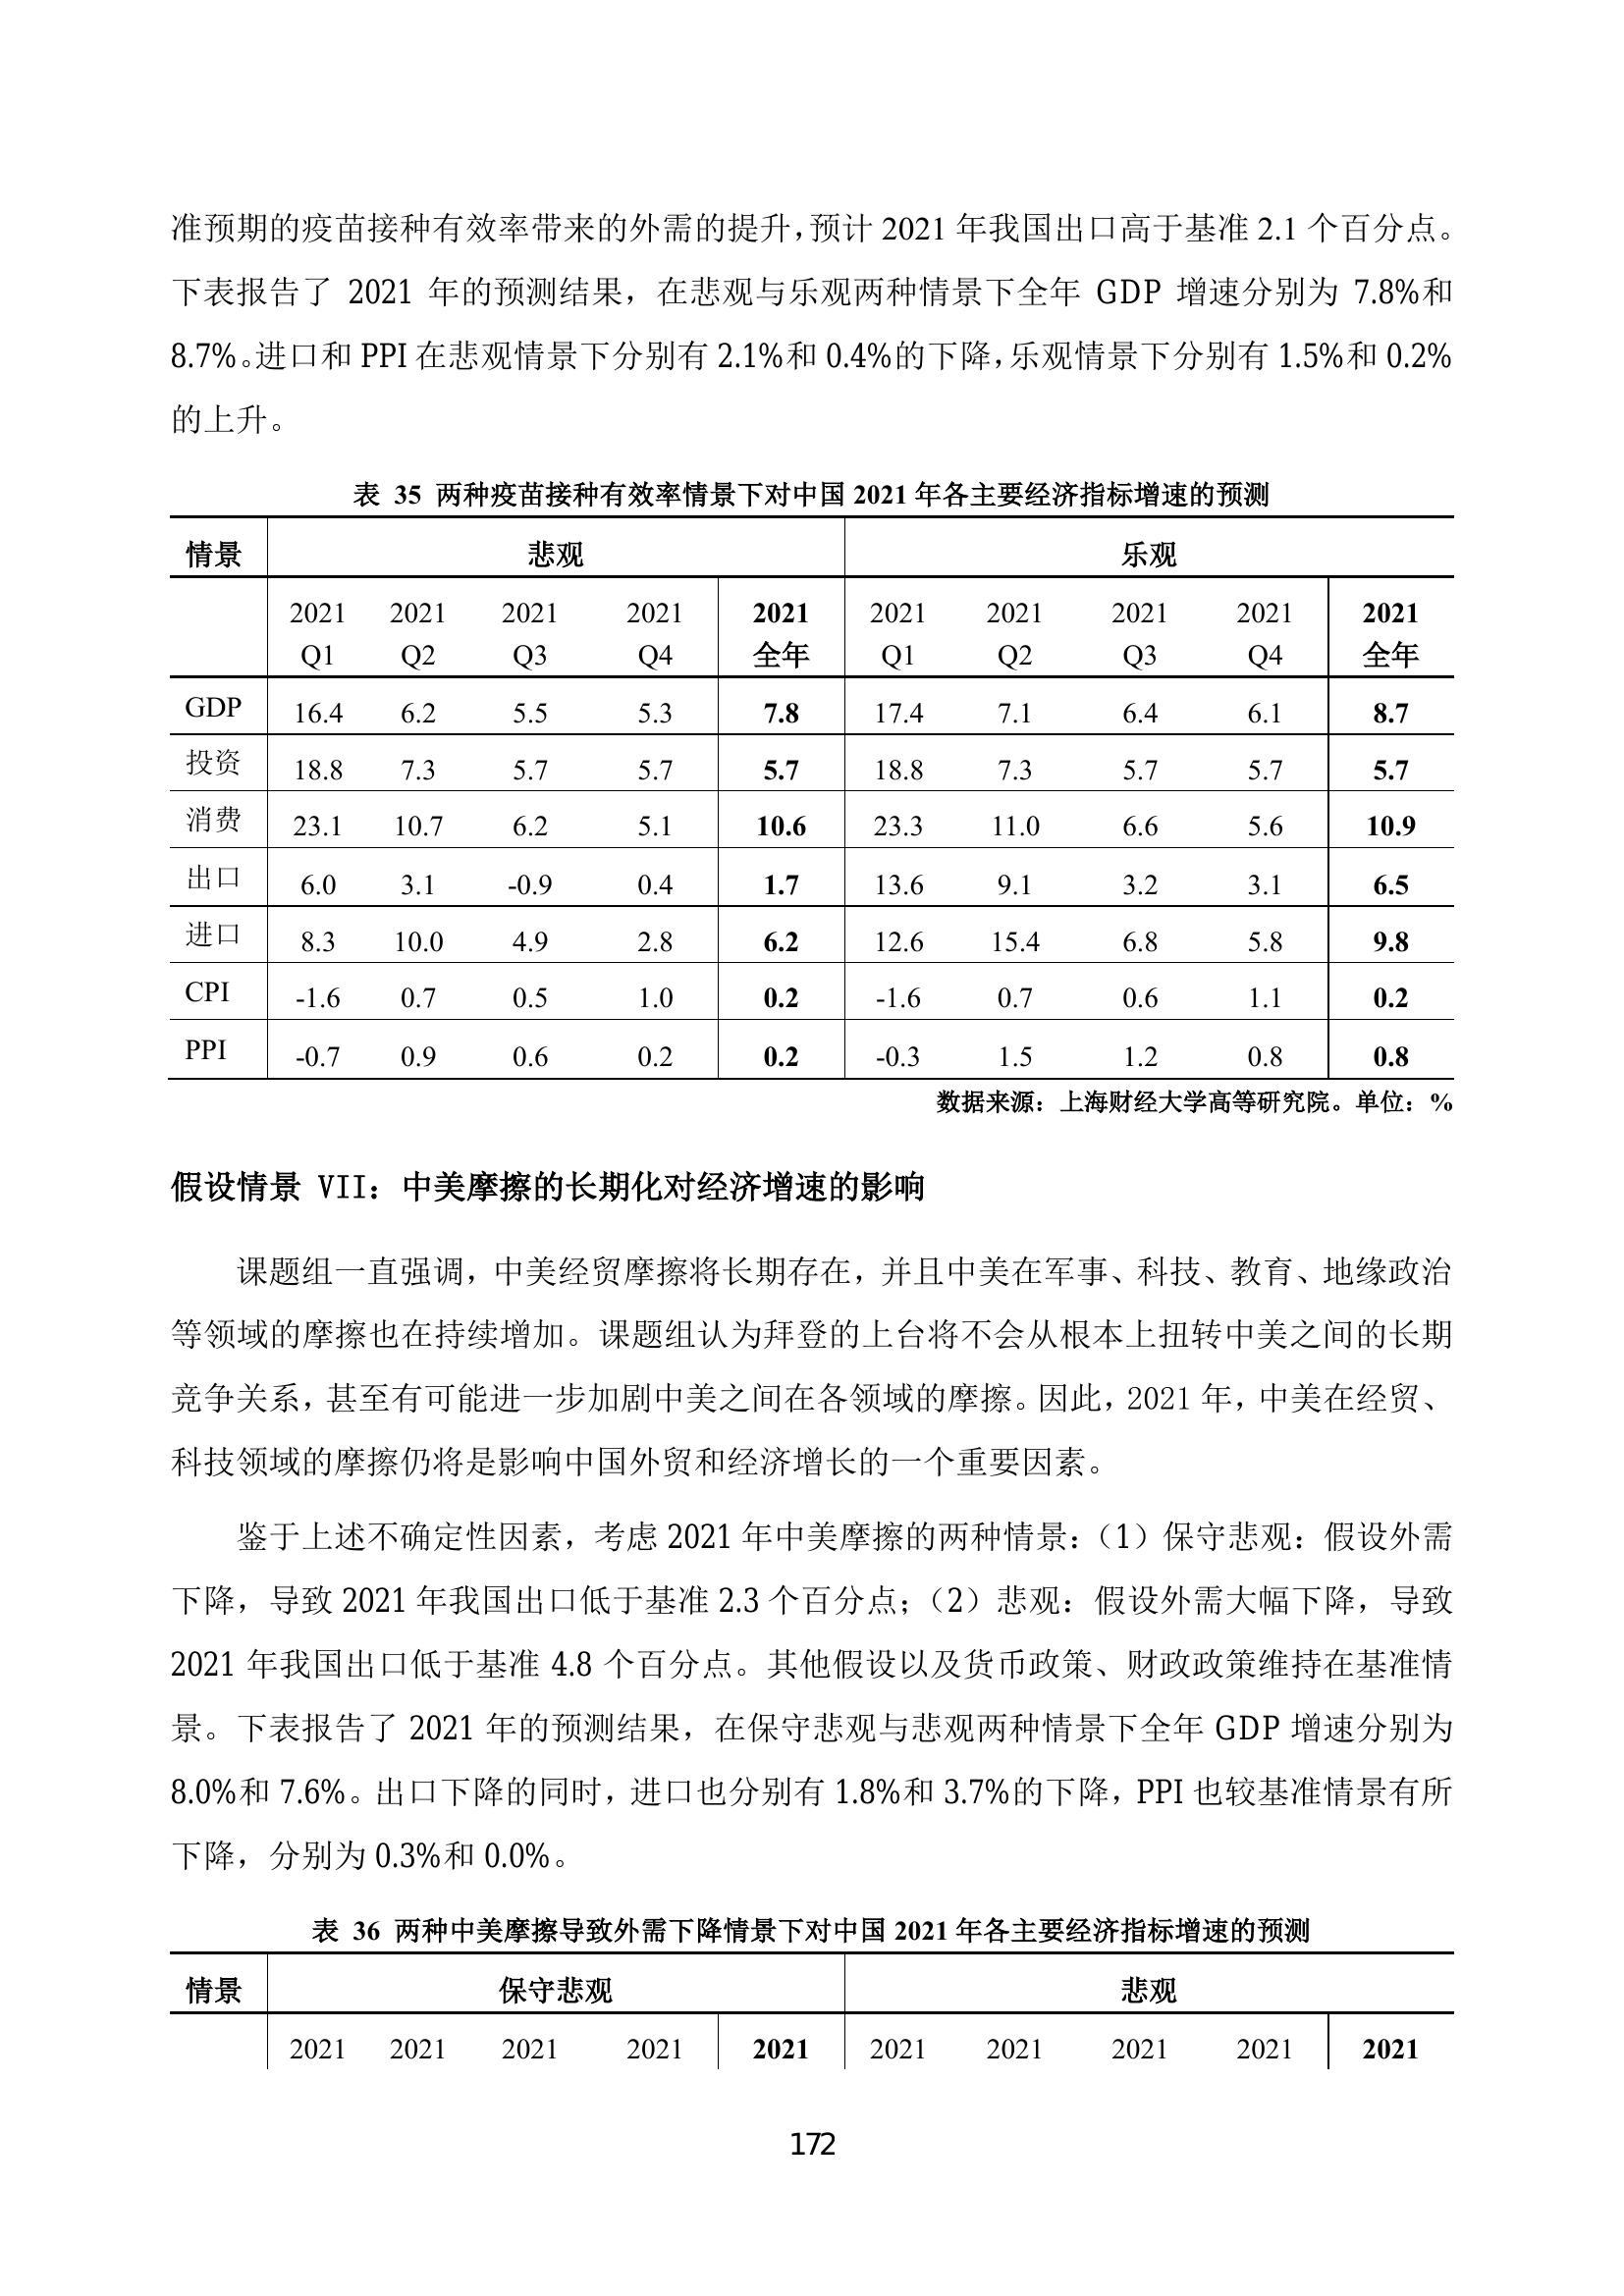 准预期的疫苗接种有效率带来的外需的提升，预计 2021 年我国出口高于基准 2.1 个百分点。
下表报告了 2021 年的预测结果，在悲观与乐观两种情景下全年 GDP 增速分别为 7.8%和
8.7%。进口和 PPI 在悲观情景下分别有 2.1%和 0.4%的下降，乐观情景下分别有 1.5%和 0.2%
的上升。
表 35 两种疫苗接种有效率情景下对中国 2021 年各主要经济指标增速的预测
情景 悲观 乐观
2021 2021 2021 2021 2021 2021 2021 2021 2021 2021
Q1 Q2 Q3 Q4 全年 Q1 Q2 Q3 Q4 全年
GDP 16.4 6.2 5.5 5.3 7.8 17.4 7.1 6.4 6.1 8.7
投资 18.8 7.3 5.7 5.7 5.7 18.8 7.3 5.7 5.7 5.7
消费 23.1 10.7 6.2 5.1 10.6 23.3 11.0 6.6 5.6 10.9
出口 6.0 3.1 -0.9 0.4 1.7 13.6 9.1 3.2 3.1 6.5
进口 8.3 10.0 4.9 2.8 6.2 12.6 15.4 6.8 5.8 9.8
CPI -1.6 0.7 0.5 1.0 0.2 -1.6 0.7 0.6 1.1 0.2
PPI -0.7 0.9 0.6 0.2 0.2 -0.3 1.5 1.2 0.8 0.8
数据来源：上海财经大学高等研究院。单位：%
假设情景 VII：中美摩擦的长期化对经济增速的影响
课题组一直强调，中美经贸摩擦将长期存在，并且中美在军事、科技、教育、地缘政治
等领域的摩擦也在持续增加。课题组认为拜登的上台将不会从根本上扭转中美之间的长期
竞争关系，甚至有可能进一步加剧中美之间在各领域的摩擦。因此，2021 年，中美在经贸、
科技领域的摩擦仍将是影响中国外贸和经济增长的一个重要因素。
鉴于上述不确定性因素，考虑 2021 年中美摩擦的两种情景：（1）保守悲观：假设外需
下降，导致 2021 年我国出口低于基准 2.3 个百分点；（2）悲观：假设外需大幅下降，导致
2021 年我国出口低于基准 4.8 个百分点。其他假设以及货币政策、财政政策维持在基准情
景。下表报告了 2021 年的预测结果，在保守悲观与悲观两种情景下全年 GDP 增速分别为
8.0%和 7.6%。出口下降的同时，进口也分别有 1.8%和 3.7%的下降，PPI 也较基准情景有所
下降，分别为 0.3%和 0.0%。
表 36 两种中美摩擦导致外需下降情景下对中国 2021 年各主要经济指标增速的预测
情景 保守悲观 悲观
2021 2021 2021 2021 2021 2021 2021 2021 2021 2021
172